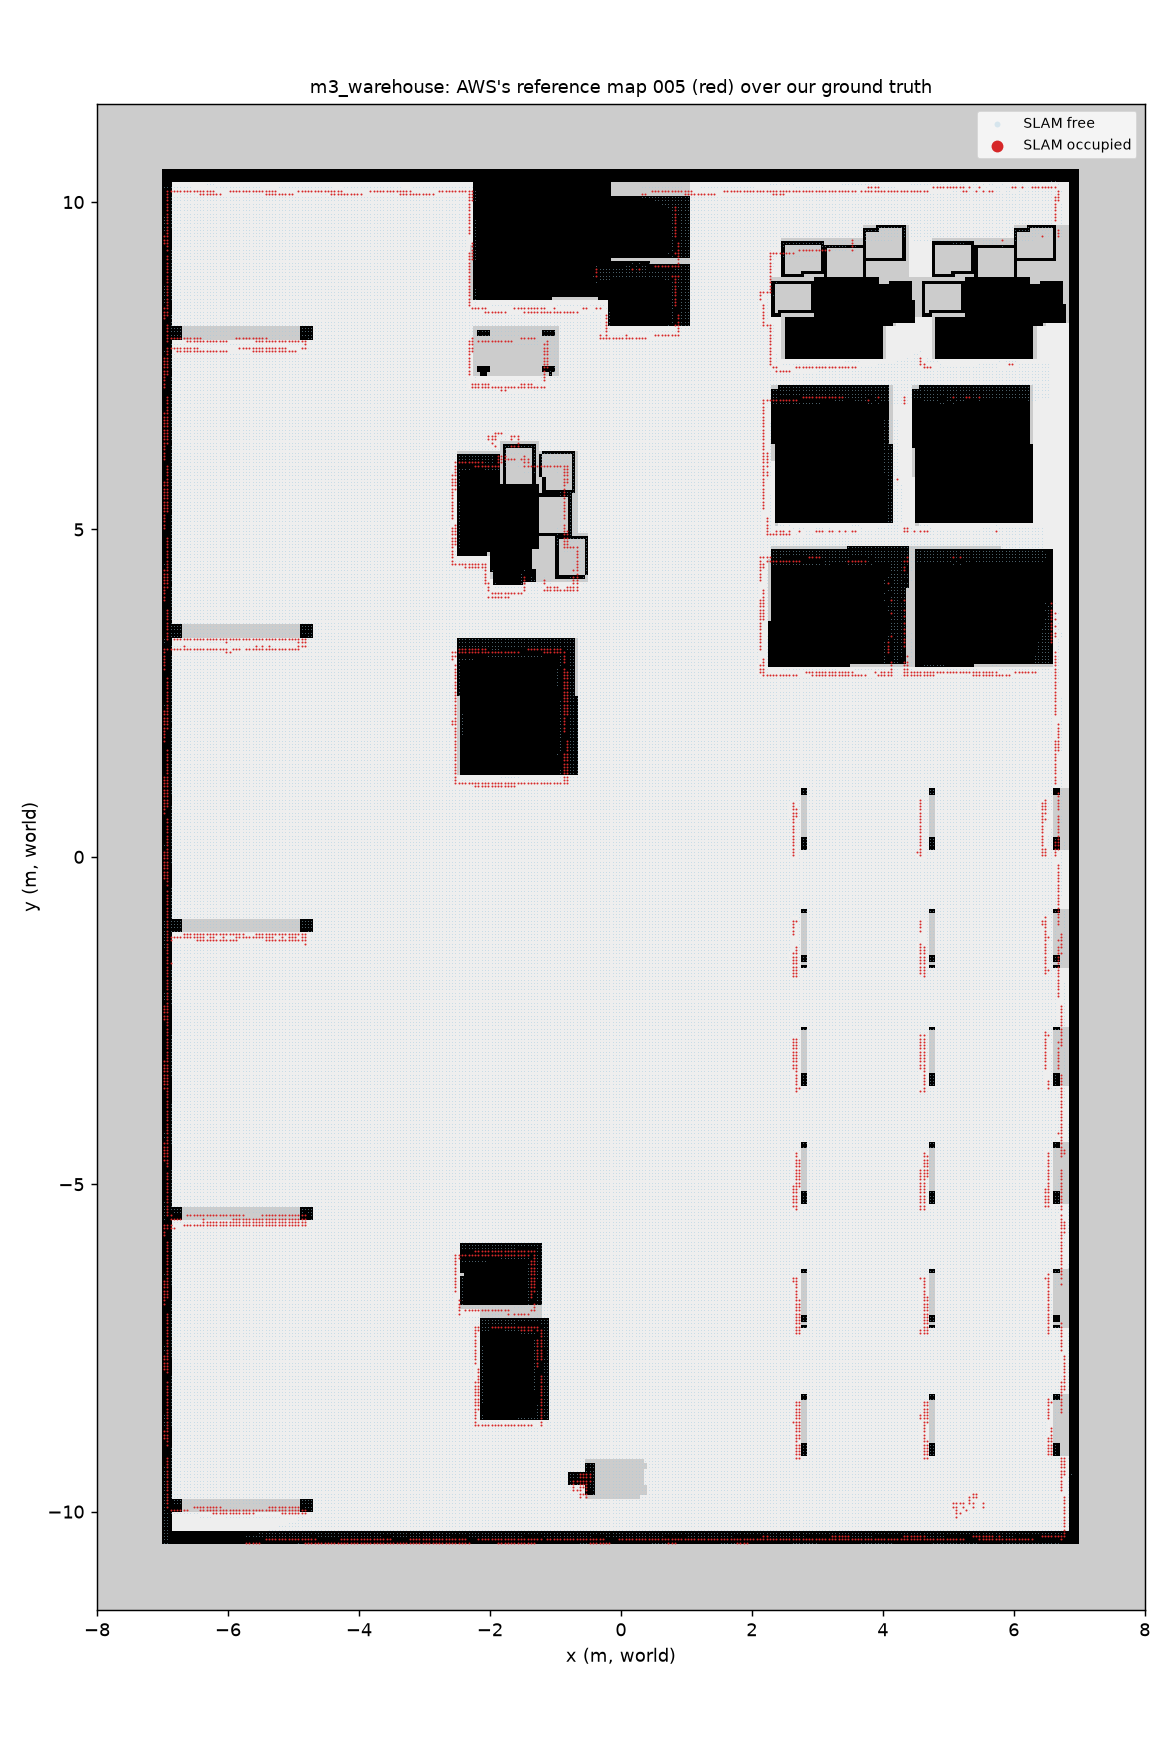 m3_warehouse: AWS's reference map 005 (red) over our ground truth
SLAM free
SLAM occupied
10
5
0
−5
−10
−8
−6
−4
−2
0
2
4
6
8
y (m, world)
x (m, world)